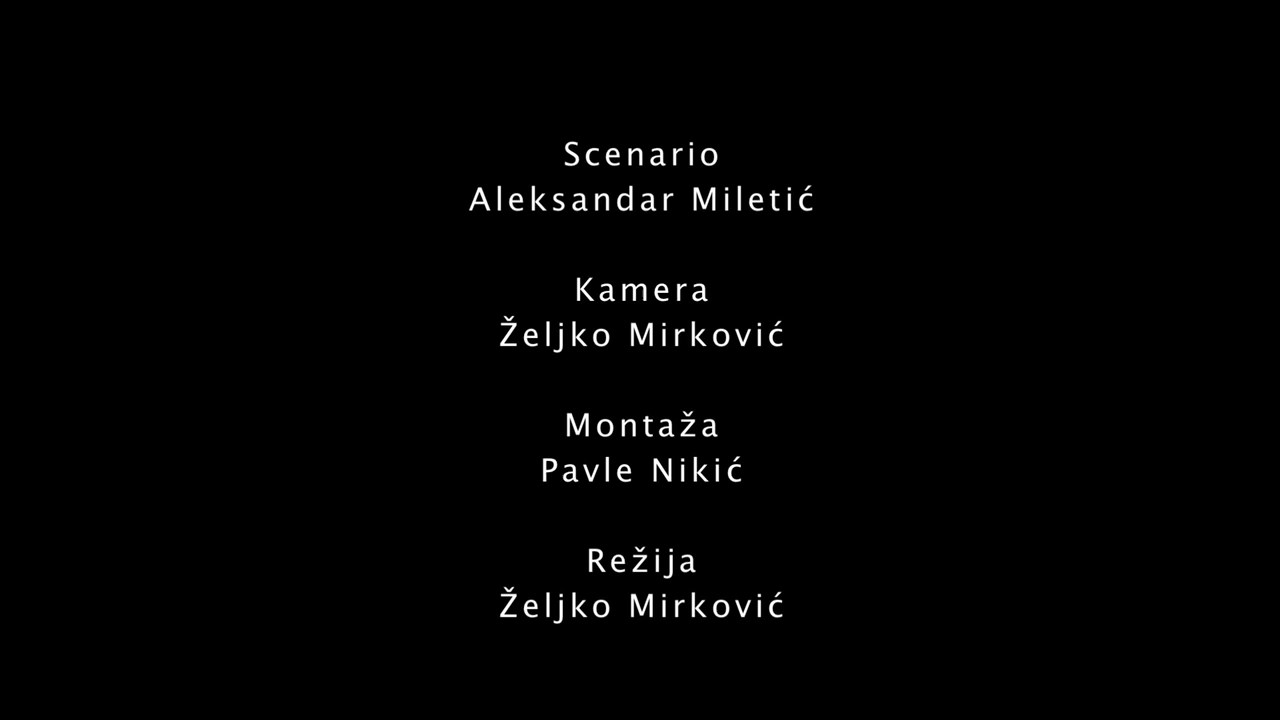 Scenario
Aleksandar Miletić
Kamera
Željko Mirković
Montaža
Pavle Nikić
Režija
Željko Mirković